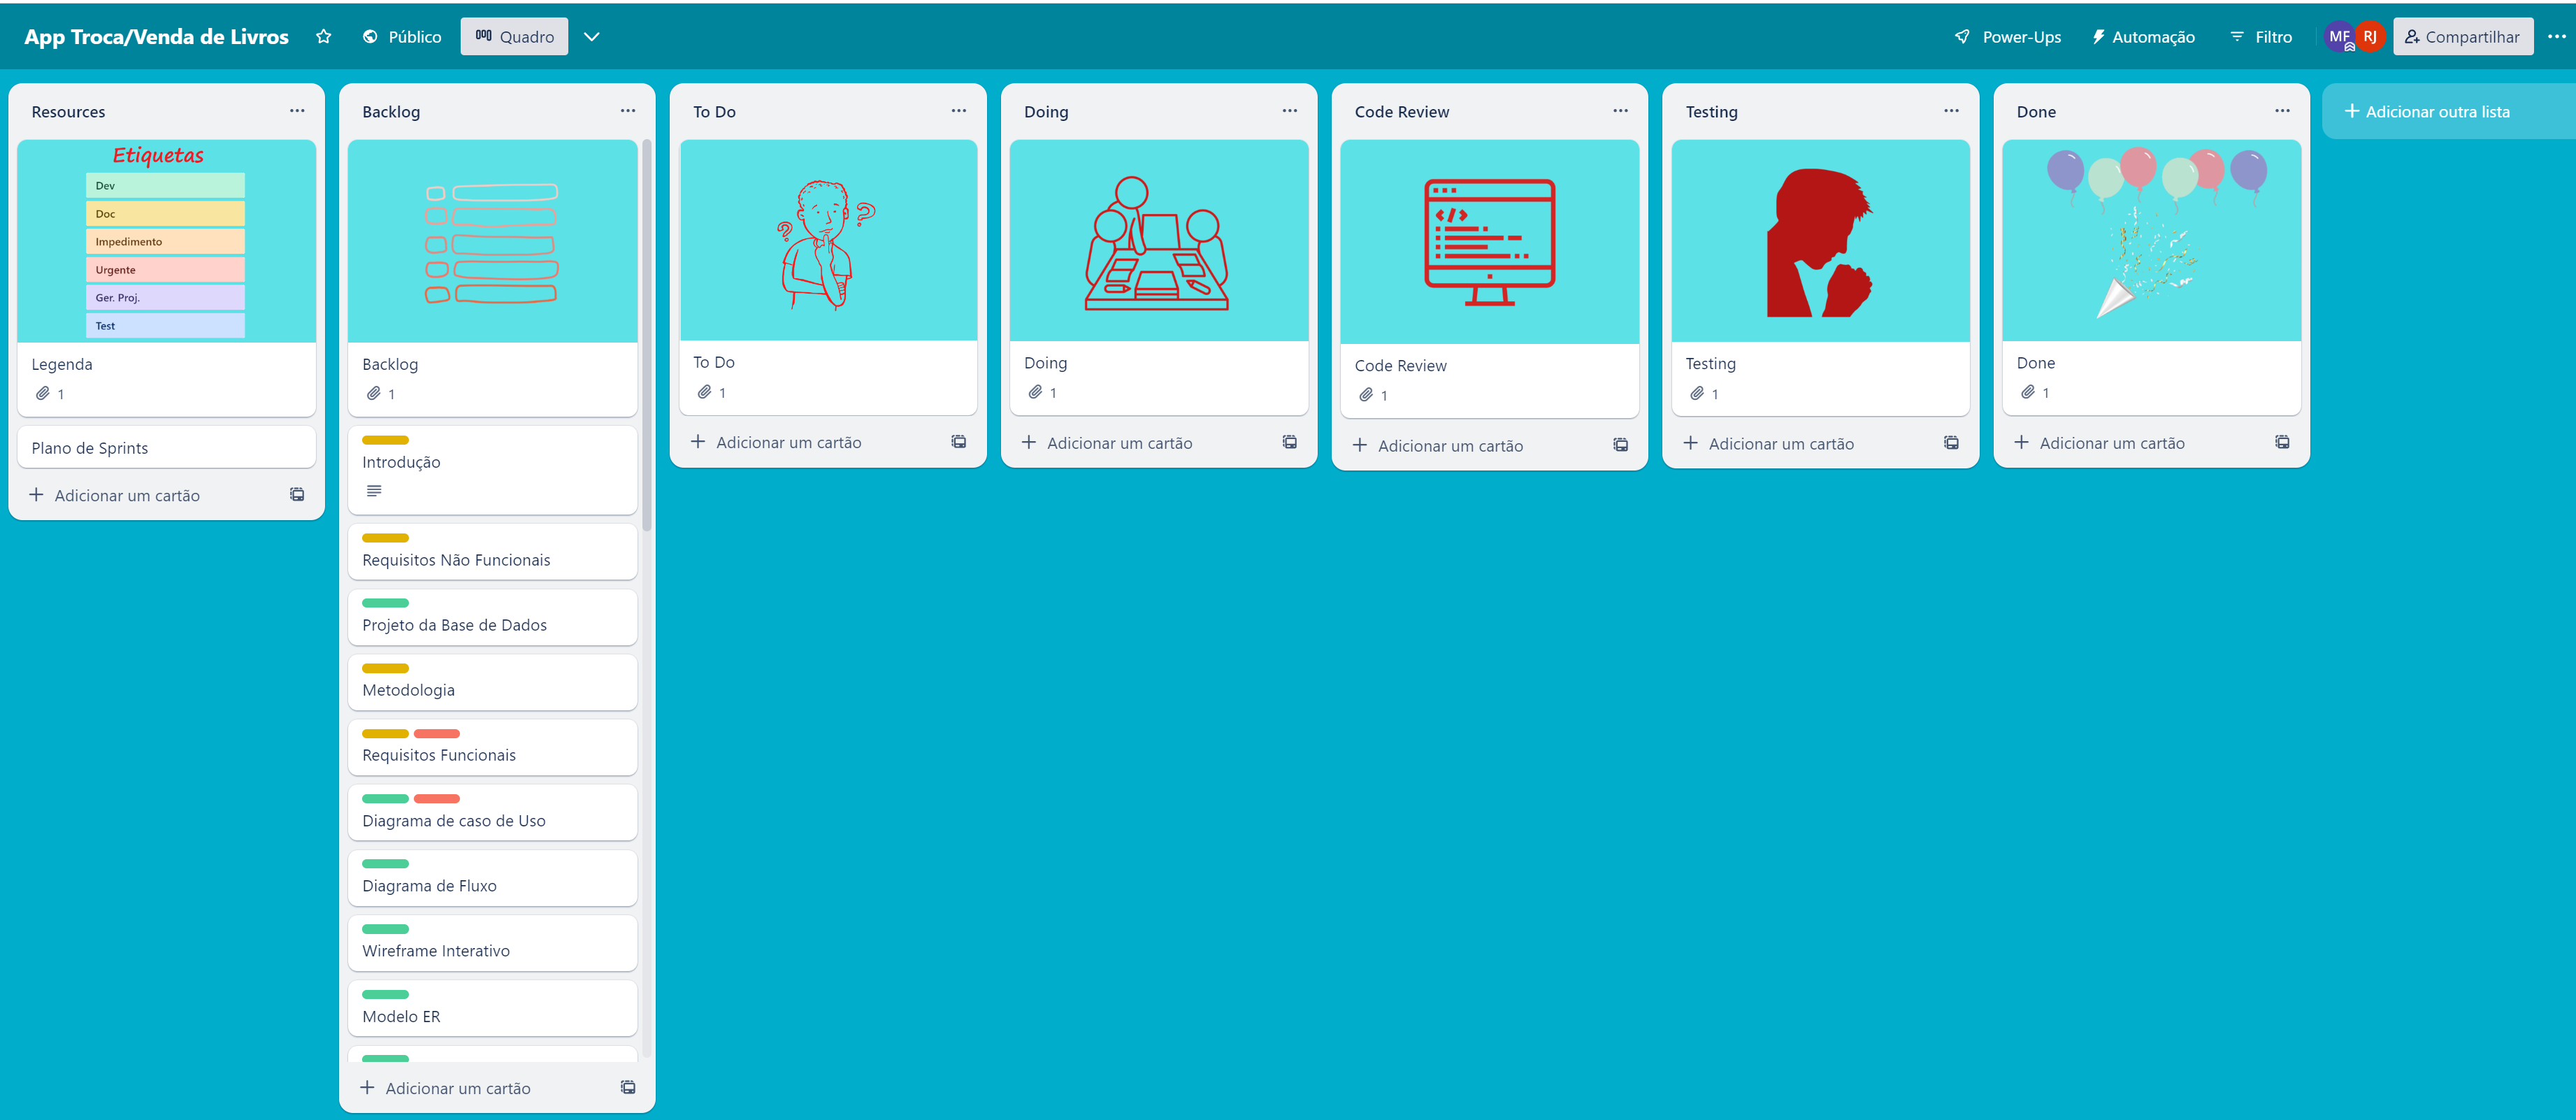 App Troca/Venda de Livros
Público
Quadro
Power-Ups
Automação
Filtro
MF
RJ
Compartilhar
Resources
Etiquetas
Dev
Doc
Impedimento
Urgente
Ger. Proj.
Test
Legenda
1
Plano de Sprints
Adicionar um cartão
Backlog
Backlog
1
Introdução
Requisitos Não Funcionais
Projeto da Base de Dados
Metodologia
Requisitos Funcionais
Diagrama de caso de Uso
Diagrama de Fluxo
Wireframe Interativo
Modelo ER
Adicionar um cartão
To Do
? ?
To Do
1
Adicionar um cartão
Doing
Doing
1
Adicionar um cartão
Code Review
</>
Code Review
1
Adicionar um cartão
Testing
Testing
1
Adicionar um cartão
Done
Done
1
Adicionar um cartão
Adicionar outra lista